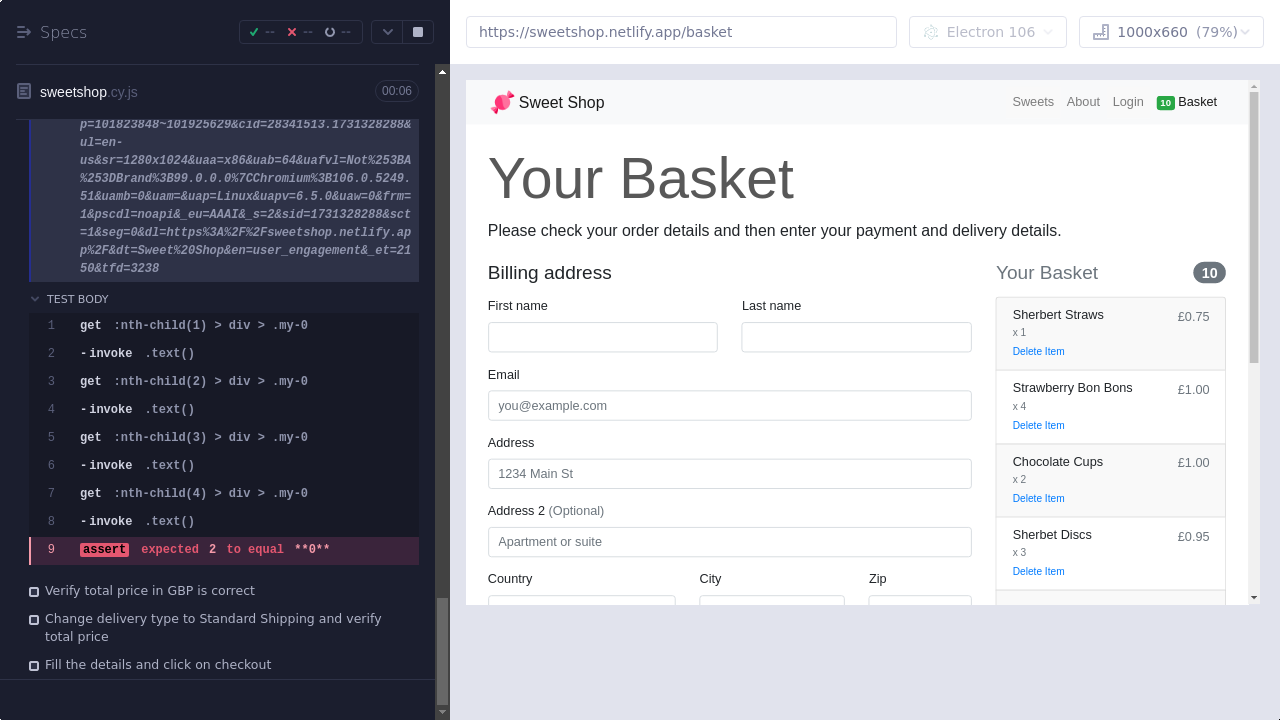 Specs
--
--
--
https://sweetshop.netlify.app/basket
Electron 106
1000x660 (79%)
sweetshop.cy.js
00:06
p=101823848~101925629&cid=28341513.1731328288&
ul=en-
us&sr=1280x1024&uaa=x86&uab=64&uafvl=Not%253BA
%253DBrand%3B99.0.0.0%7CChromium%3B106.0.5249.
51&uamb=0&uam=&uap=Linux&uapv=6.5.0&uaw=0&frm=
1&pscdl=noapi&_eu=AAAI&_s=2&sid=1731328288&sct
=1&seg=0&dl=https%3A%2F%2Fsweetshop.netlify.ap
p%2F&dt=Sweet%20Shop&en=user_engagement&_et=21
50&tfd=3238
TEST BODY
1 get :nth-child(1) > div > .my-0
2 -invoke .text()
3 get :nth-child(2) > div > .my-0
4 -invoke .text()
5 get :nth-child(3) > div > .my-0
6 -invoke .text()
7 get :nth-child(4) > div > .my-0
8 -invoke .text()
9 assert expected 2 to equal **0**
Verify total price in GBP is correct
Change delivery type to Standard Shipping and verify
total price
Fill the details and click on checkout
Sweet Shop
Sweets About Login 10 Basket
Your Basket
Please check your order details and then enter your payment and delivery details.
Billing address
First name Last name
Email
you@example.com
Address
1234 Main St
Address 2 (Optional)
Apartment or suite
Country City Zip
Your Basket 10
Sherbert Straws £0.75
x 1
Delete Item
Strawberry Bon Bons £1.00
x 4
Delete Item
Chocolate Cups £1.00
x 2
Delete Item
Sherbet Discs £0.95
x 3
Delete Item